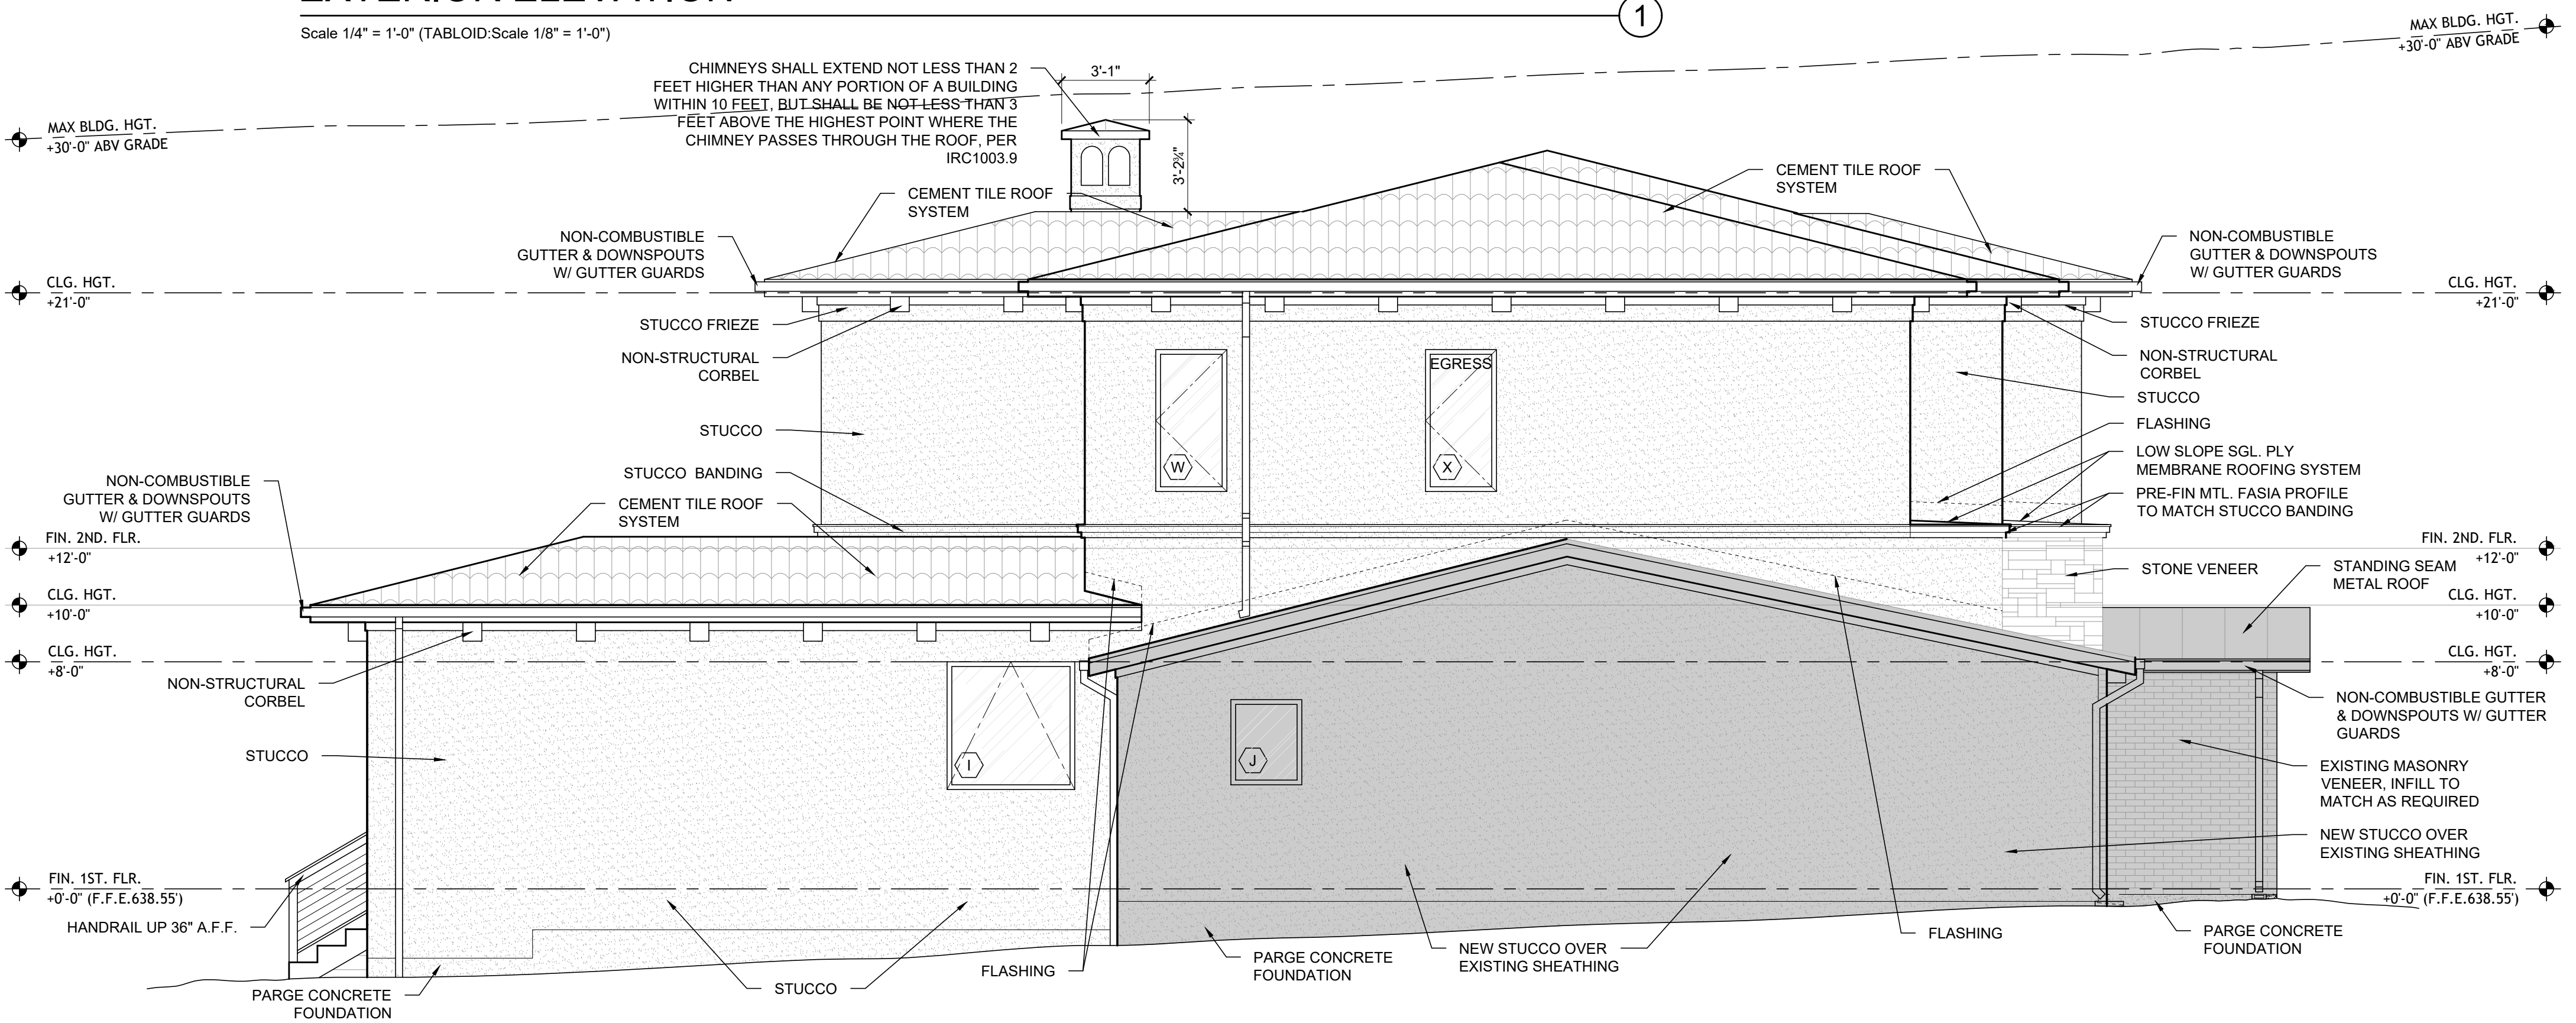 EXTERIOR ELEVATION
1
Scale 1/4" = 1'-0" (TABLOID:Scale 1/8" = 1'-0")
MAX BLDG. HGT.
+30'-0" ABV GRADE
CHIMNEYS SHALL EXTEND NOT LESS THAN 2
FEET HIGHER THAN ANY PORTION OF A BUILDING
WITHIN 10 FEET, BUT SHALL BE NOT LESS THAN 3
FEET ABOVE THE HIGHEST POINT WHERE THE
CHIMNEY PASSES THROUGH THE ROOF, PER
IRC1003.9
3'-1"
3'-2¾"
MAX BLDG. HGT.
+30'-0" ABV GRADE
CEMENT TILE ROOF
SYSTEM
CEMENT TILE ROOF
SYSTEM
NON-COMBUSTIBLE
GUTTER & DOWNSPOUTS
W/ GUTTER GUARDS
NON-COMBUSTIBLE
GUTTER & DOWNSPOUTS
W/ GUTTER GUARDS
CLG. HGT.
+21'-0"
CLG. HGT.
+21'-0"
STUCCO FRIEZE
NON-STRUCTURAL
CORBEL
STUCCO
STUCCO BANDING
CEMENT TILE ROOF
SYSTEM
NON-COMBUSTIBLE
GUTTER & DOWNSPOUTS
W/ GUTTER GUARDS
EGRESS
W
X
STUCCO FRIEZE
NON-STRUCTURAL
CORBEL
STUCCO
FLASHING
LOW SLOPE SGL. PLY
MEMBRANE ROOFING SYSTEM
PRE-FIN MTL. FASIA PROFILE
TO MATCH STUCCO BANDING
FIN. 2ND. FLR.
+12'-0"
FIN. 2ND. FLR.
+12'-0"
STONE VENEER
STANDING SEAM
METAL ROOF
CLG. HGT.
+10'-0"
CLG. HGT.
+10'-0"
CLG. HGT.
+8'-0"
CLG. HGT.
+8'-0"
NON-STRUCTURAL
CORBEL
STUCCO
I
J
NON-COMBUSTIBLE GUTTER
& DOWNSPOUTS W/ GUTTER
GUARDS
EXISTING MASONRY
VENEER, INFILL TO
MATCH AS REQUIRED
NEW STUCCO OVER
EXISTING SHEATHING
FIN. 1ST. FLR.
+0'-0" (F.F.E.638.55')
FIN. 1ST. FLR.
+0'-0" (F.F.E.638.55')
HANDRAIL UP 36" A.F.F.
PARGE CONCRETE
FOUNDATION
STUCCO
FLASHING
PARGE CONCRETE
FOUNDATION
NEW STUCCO OVER
EXISTING SHEATHING
FLASHING
PARGE CONCRETE
FOUNDATION